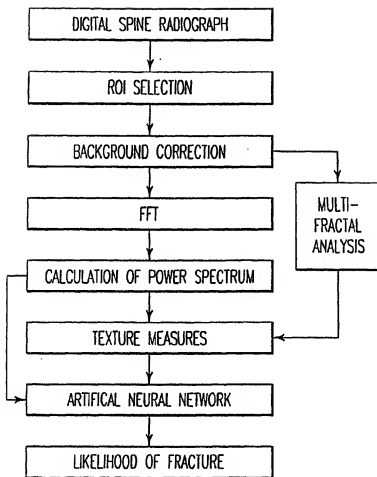 DIGITAL SPINE RADIOGRAPH
ROI SELECTION
BACKGROUND CORRECTION
FFT
MULTI-
FRACTAL
ANALYSIS
CALCULATION OF POWER SPECTRUM
TEXTURE MEASURES
ARTIFICAL NEURAL NETWORK
LIKELIHOOD OF FRACTURE